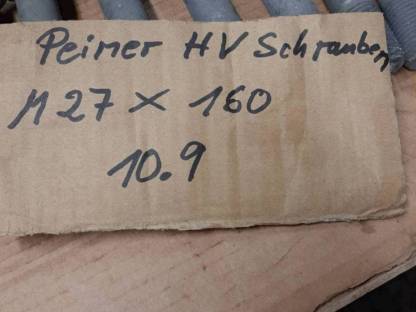 Peiner HV Schrauben
M27 x 160
10.9